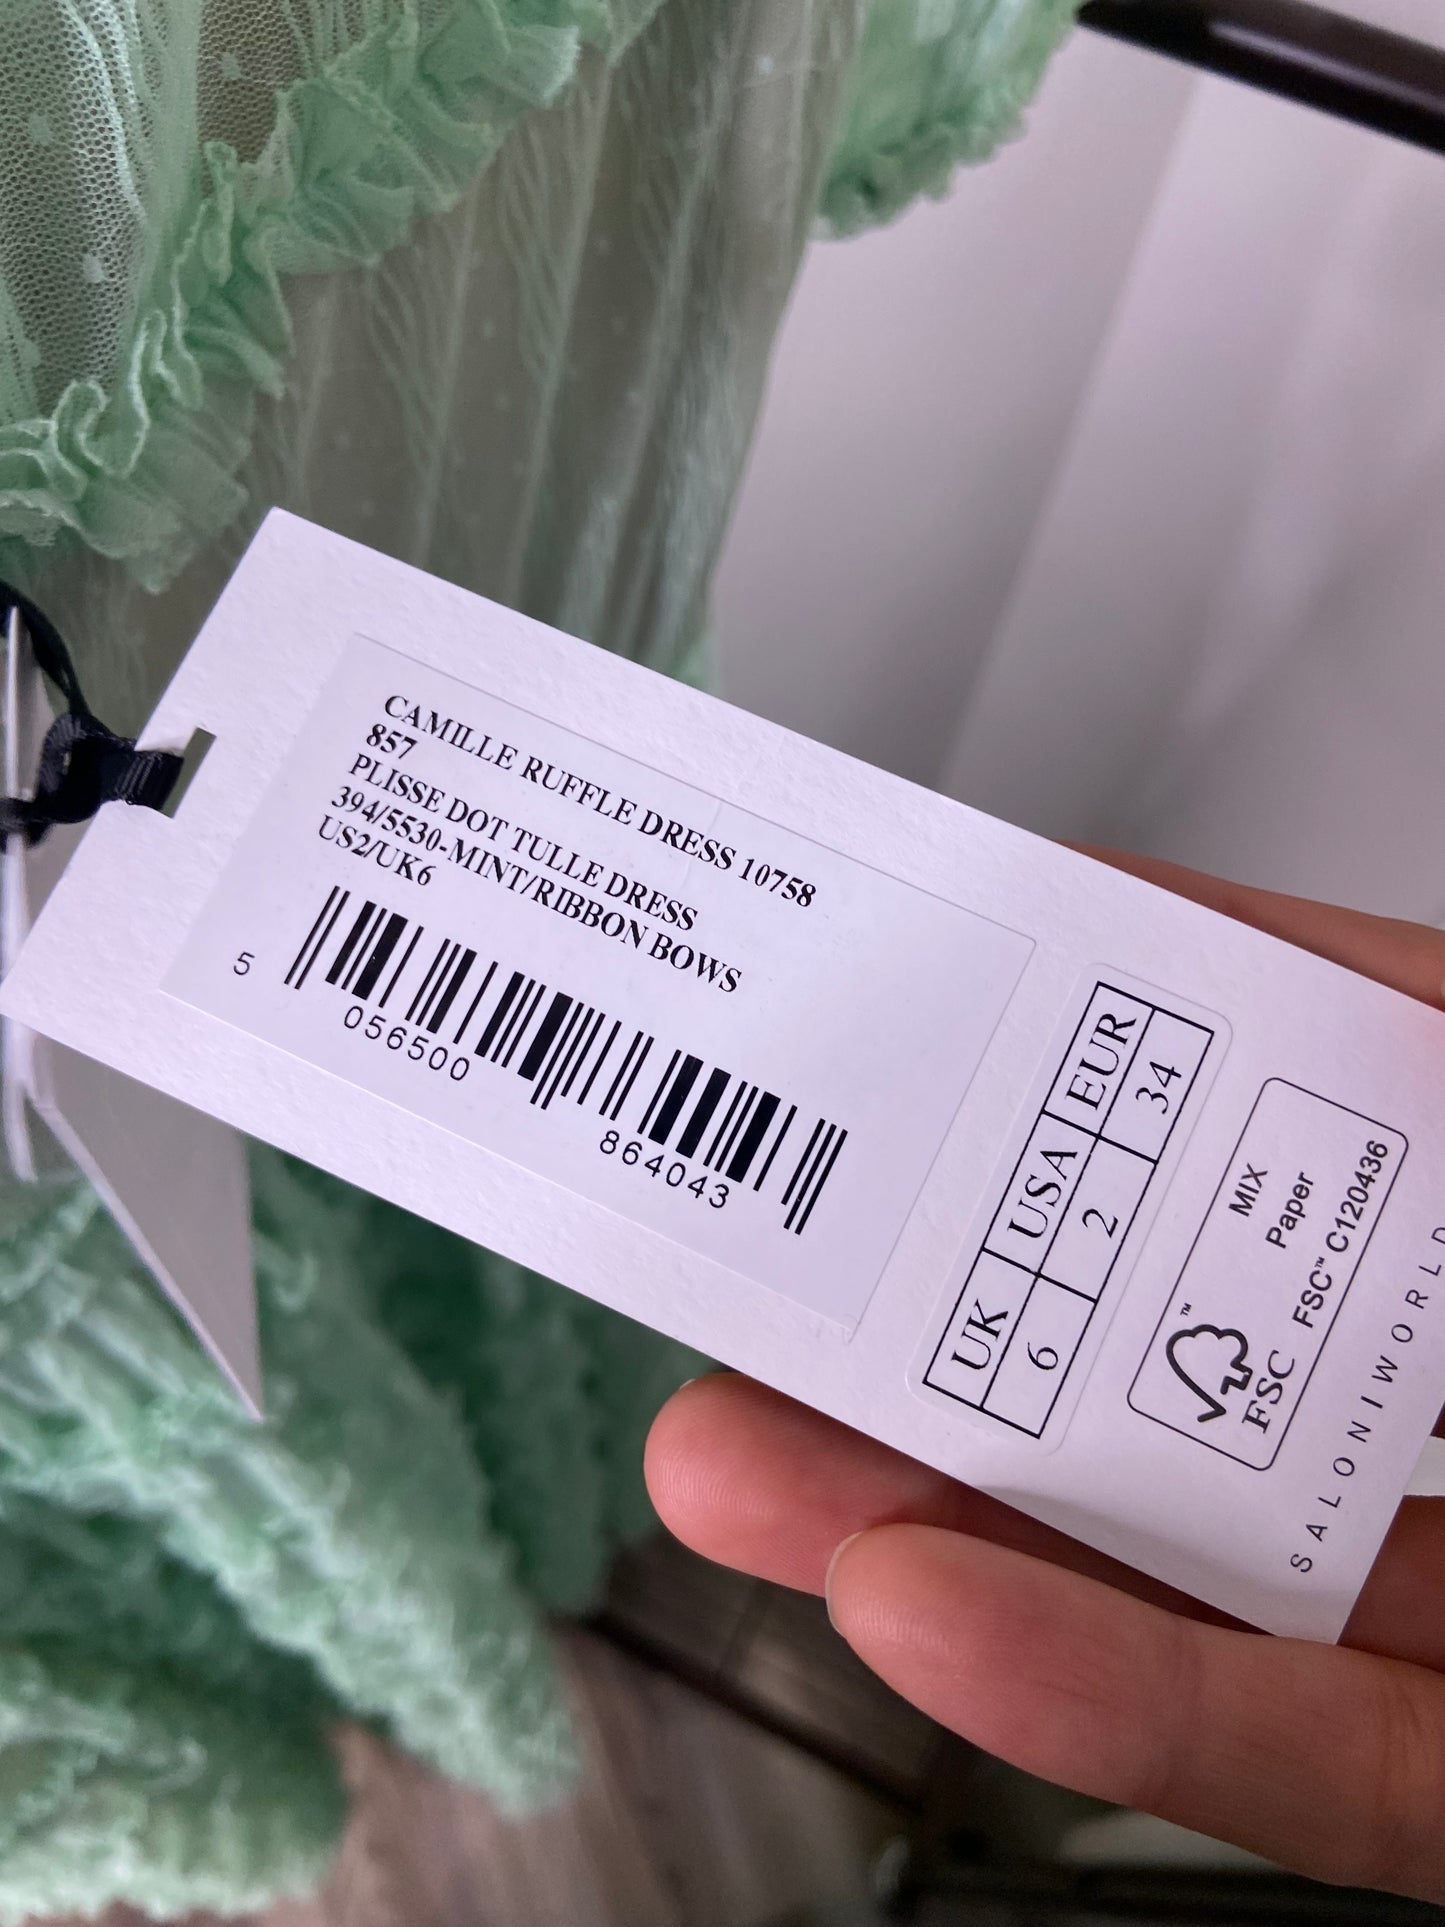 CAMILLE RUFFLE DRESS 10758
857
PLISSE DOT TULLE DRESS
394/5530-MINT/RIBBON BOWS
US2/UK6
5 056500 864043
UK USA EUR
6 2 34
FSC™
MIX
Paper
FSC™ C120436
SALONIWORLD